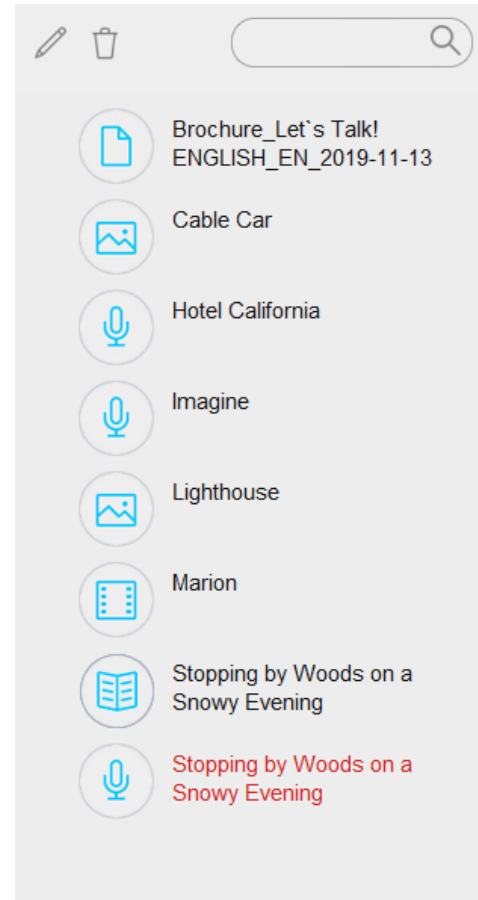 Brochure_Let`s Talk!
ENGLISH_EN_2019-11-13
Cable Car
Hotel California
Imagine
Lighthouse
Marion
Stopping by Woods on a
Snowy Evening
Stopping by Woods on a
Snowy Evening